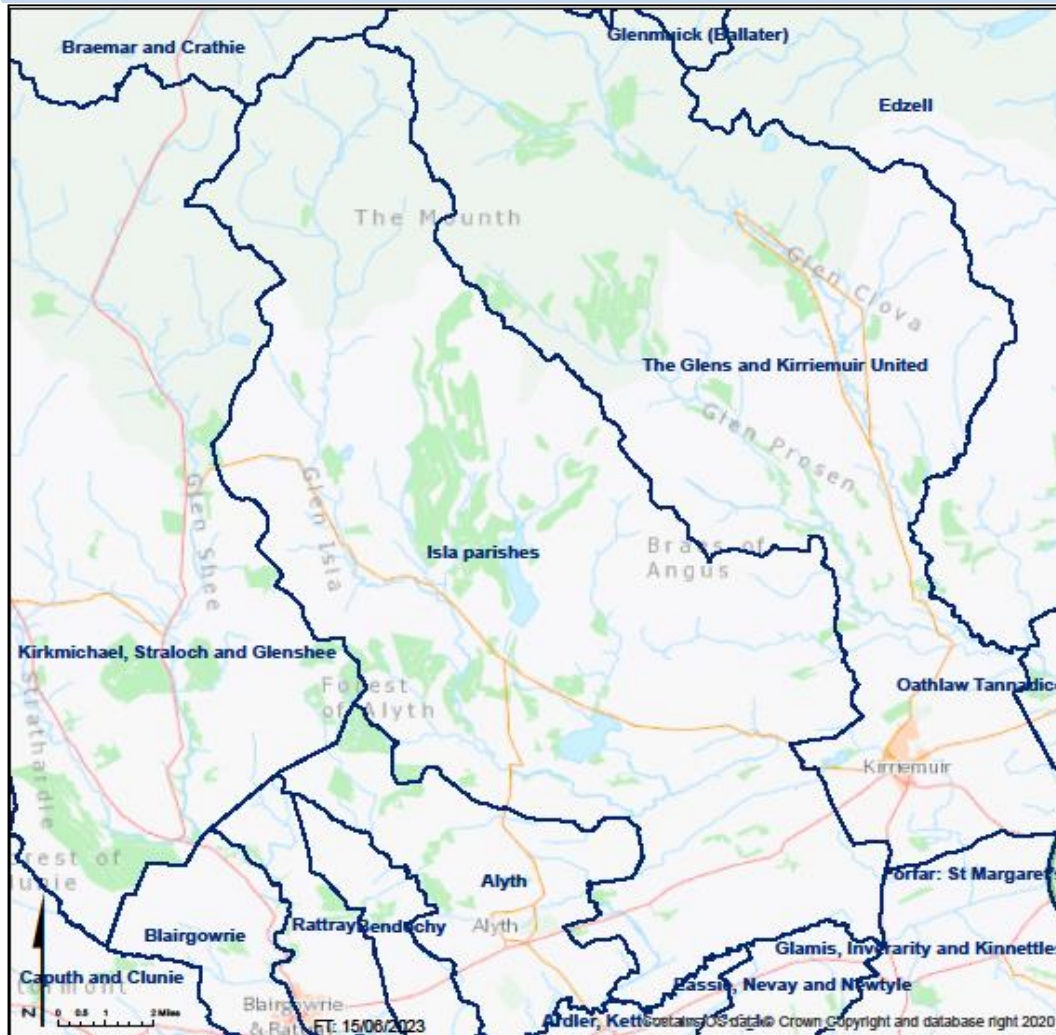 Braemar and Crathie
Glenmuick (Ballater)
Edzell
The Mounth
Glen Clova
The Glens and Kirriemuir United
Glen Prosen
Glen Shee
Glen Isla
Isla parishes
Braes of
Angus
Kirkmichael, Straloch and Glenshee
Forest
of Alyth
Oathlaw Tannadice
Strathardle
Kirriemuir
orest of
lunie
Forfar: St Margaret's
Alyth
Blairgowrie
Rattray
Bendochy
Alyth
Glamis, Inverarity and Kinnettles
Caputh and Clunie
Eassie, Nevay and Newtyle
Blairgowrie
N
0 0.5 1 2 Miles
FT: 15/06/2023
Contains OS data © Crown Copyright and database right 2020